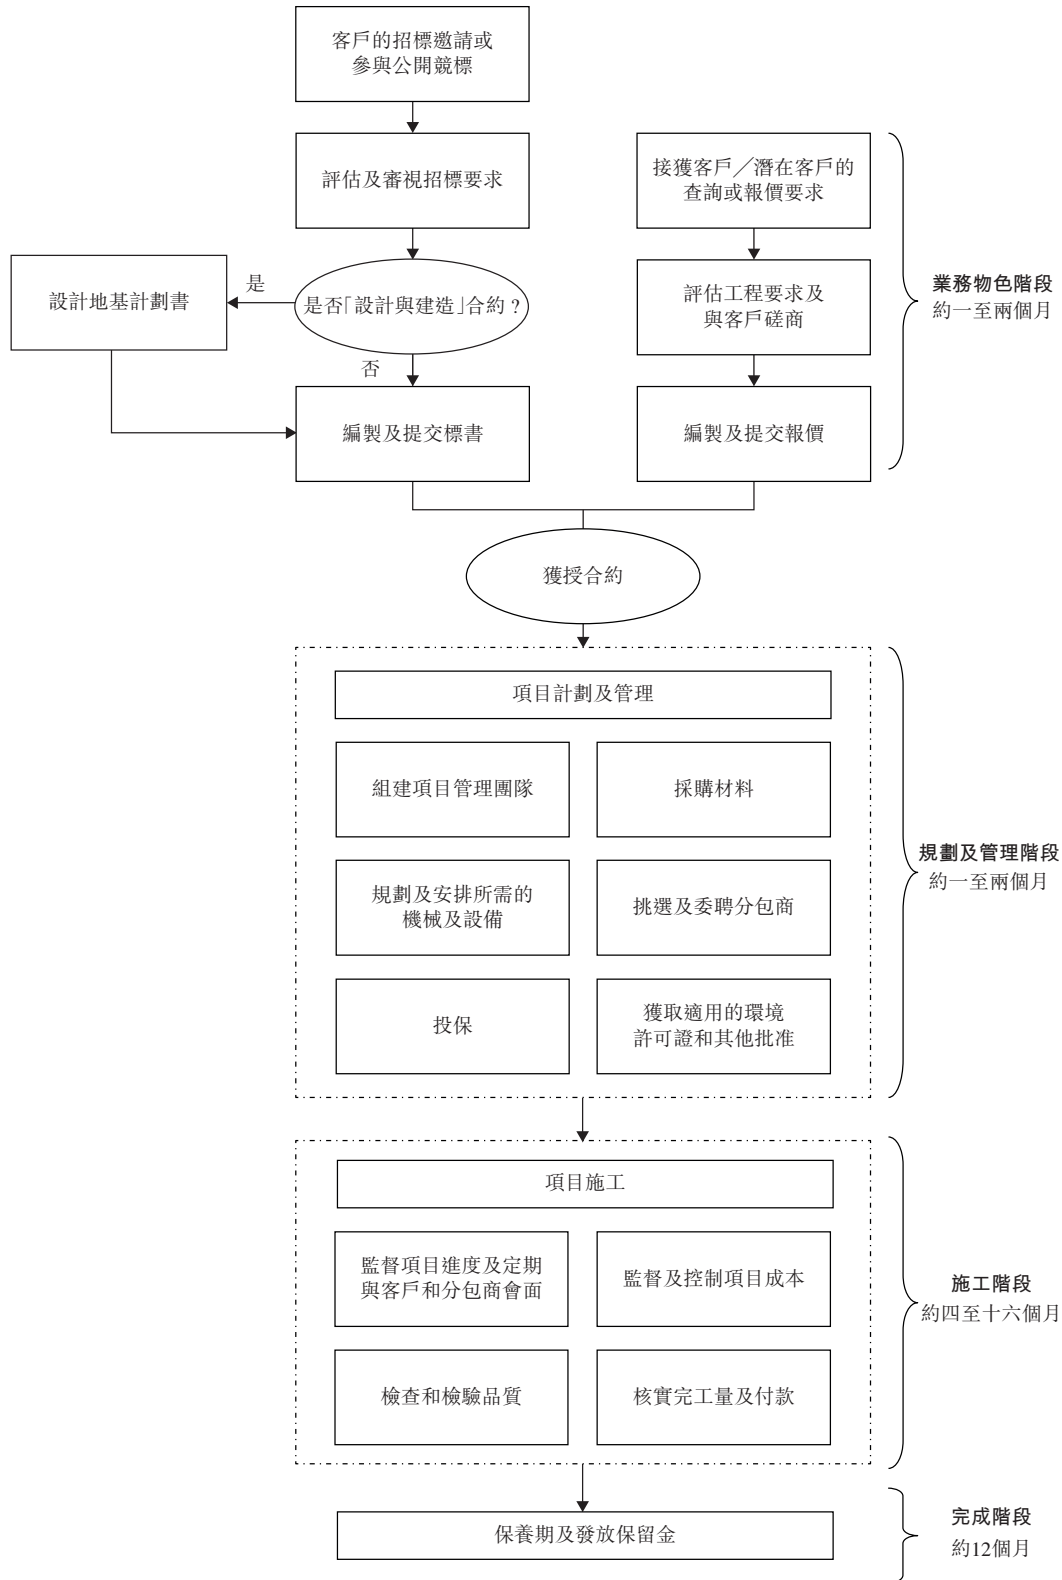 客戶的招標邀請或
參與公開競標
評估及審視招標要求
接獲客戶／潛在客戶的
查詢或報價要求
設計地基計劃書
是
是否「設計與建造」合約？
否
評估工程要求及
與客戶磋商
業務物色階段
約一至兩個月
編製及提交標書
編製及提交報價
獲授合約
項目計劃及管理
組建項目管理團隊
採購材料
規劃及安排所需的
機械及設備
挑選及委聘分包商
投保
獲取適用的環境
許可證和其他批准
規劃及管理階段
約一至兩個月
項目施工
監督項目進度及定期
與客戶和分包商會面
監督及控制項目成本
檢查和檢驗品質
核實完工量及付款
施工階段
約四至十六個月
保養期及發放保留金
完成階段
約12個月